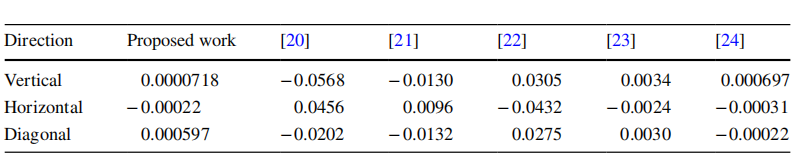 Direction Proposed work [20] [21] [22] [23] [24]
Vertical 0.0000718 −0.0568 −0.0130 0.0305 0.0034 0.000697
Horizontal −0.00022 0.0456 0.0096 −0.0432 −0.0024 −0.00031
Diagonal 0.000597 −0.0202 −0.0132 0.0275 0.0030 −0.00022